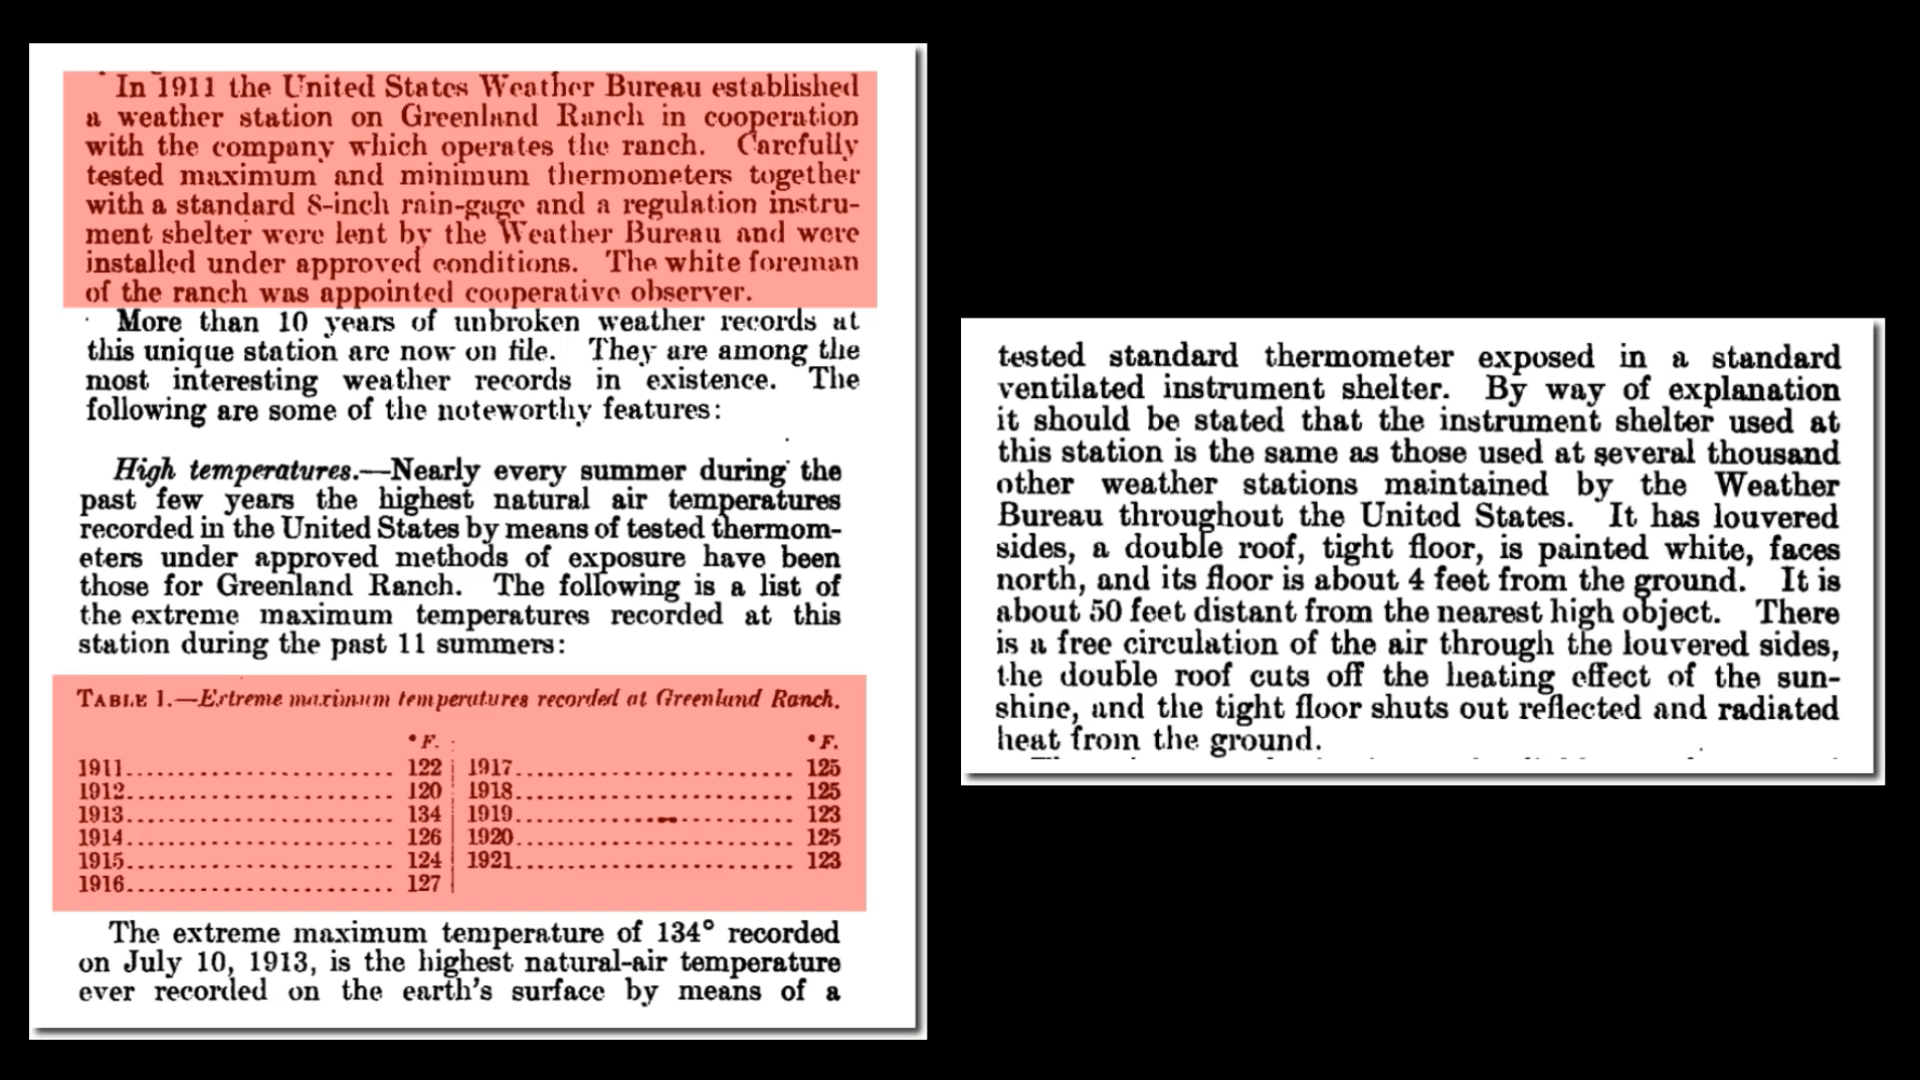 In 1911 the United States Weather Bureau established
a weather station on Greenland Ranch in cooperation
with the company which operates the ranch. Carefully
tested maximum and minimum thermometers together
with a standard 8-inch rain-gage and a regulation instru-
ment shelter were lent by the Weather Bureau and were
installed under approved conditions. The white foreman
of the ranch was appointed cooperative observer.
More than 10 years of unbroken weather records at
this unique station are now on file. They are among the
most interesting weather records in existence. The
following are some of the noteworthy features:
High temperatures.—Nearly every summer during the
past few years the highest natural air temperatures
recorded in the United States by means of tested thermom-
eters under approved methods of exposure have been
those for Greenland Ranch. The following is a list of
the extreme maximum temperatures recorded at this
station during the past 11 summers:
TABLE 1.—Extreme maximum temperatures recorded at Greenland Ranch.
°F. °F.
1911 122 1917 125
1912 120 1918 125
1913 134 1919 123
1914 126 1920 125
1915 124 1921 123
1916 127
The extreme maximum temperature of 134° recorded
on July 10, 1913, is the highest natural-air temperature
ever recorded on the earth's surface by means of a
tested standard thermometer exposed in a standard
ventilated instrument shelter. By way of explanation
it should be stated that the instrument shelter used at
this station is the same as those used at several thousand
other weather stations maintained by the Weather
Bureau throughout the United States. It has louvered
sides, a double roof, tight floor, is painted white, faces
north, and its floor is about 4 feet from the ground. It is
about 50 feet distant from the nearest high object. There
is a free circulation of the air through the louvered sides,
the double roof cuts off the heating effect of the sun-
shine, and the tight floor shuts out reflected and radiated
heat from the ground.